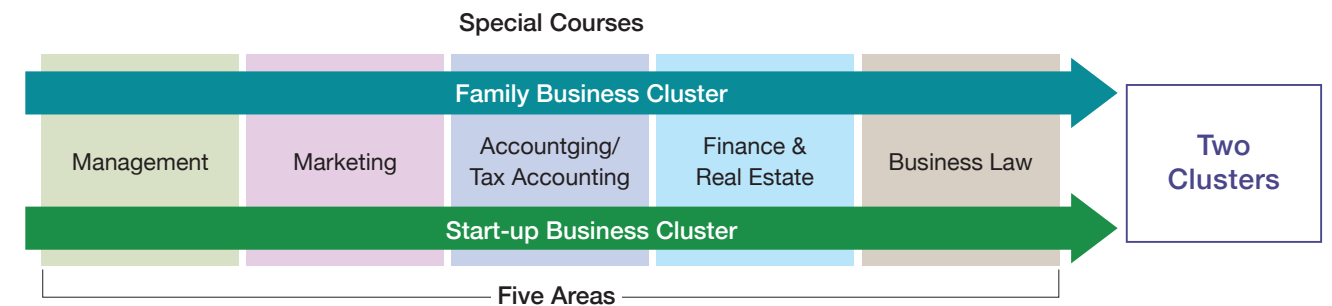 Special Courses
Family Business Cluster
Management
Marketing
Accountging/
Tax Accounting
Finance &
Real Estate
Business Law
Two
Clusters
Start-up Business Cluster
Five Areas